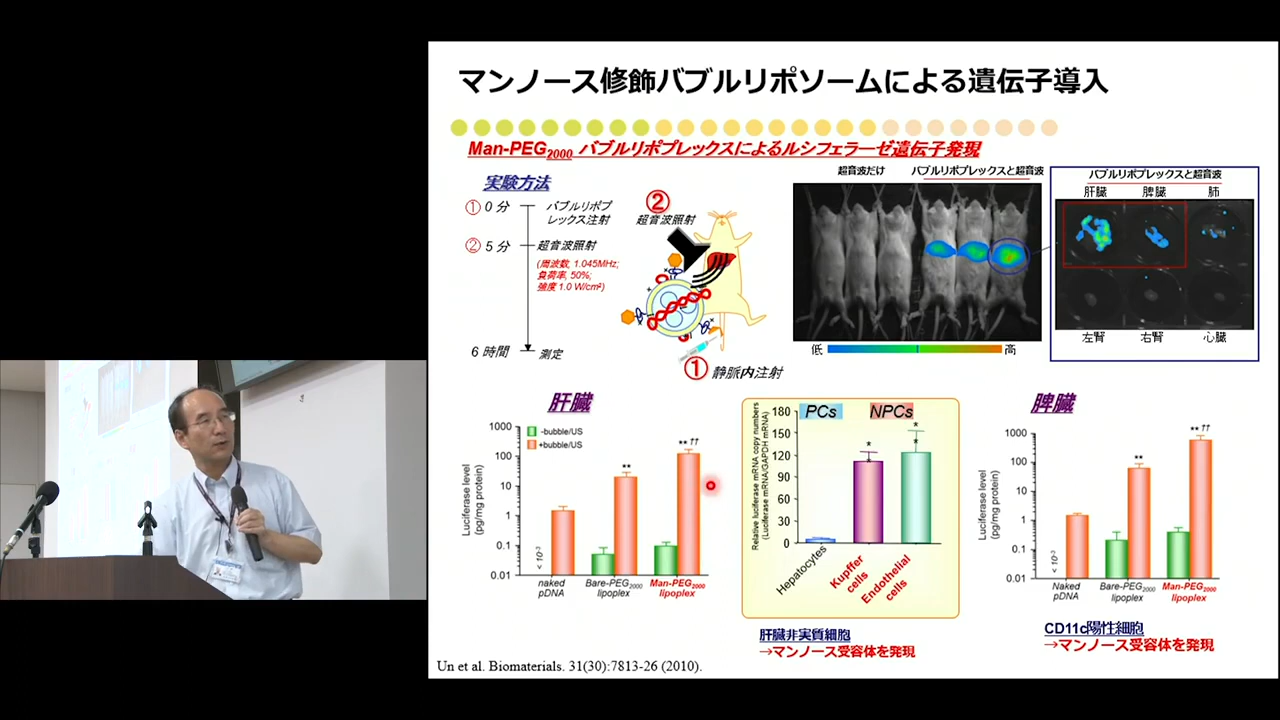 マンノース修飾バブルリポソームによる遺伝子導入
Man-PEG2000 バブルリポプレックスによるルシフェラーゼ遺伝子発現
実験方法
① 0 分
バブルリポプ
レックス注射
② 5 分
超音波照射
(周波数, 1.045MHz;
負荷率, 50%;
強度 1.0 W/cm²)
6 時間
測定
②
超音波照射
①
静脈内注射
超音波だけ
バブルリポプレックスと超音波
低
高
バブルリポプレックスと超音波
肝臓
脾臓
肺
左腎
右腎
心臓
肝臓
-bubble/US
+bubble/US
Luciferase level
(pg/mg protein)
1000
100
10
1
0.1
0.01
< 10⁻³
**
** ††
naked
pDNA
Bare-PEG2000
lipoplex
Man-PEG2000
lipoplex
PCs
NPCs
Relative luciferase mRNA copy numbers
(Luciferase mRNA/GAPDH mRNA)
180
150
120
90
60
30
0
*
*
*
*
Hepatocytes
Kupffer
cells
Endothelial
cells
肝臓非実質細胞
→マンノース受容体を発現
脾臓
Luciferase level
(pg/mg protein)
1000
100
10
1
0.1
0.01
< 10⁻³
**
** ††
Naked
pDNA
Bare-PEG2000
lipoplex
Man-PEG2000
lipoplex
CD11c陽性細胞
→マンノース受容体を発現
Un et al. Biomaterials. 31(30):7813-26 (2010).